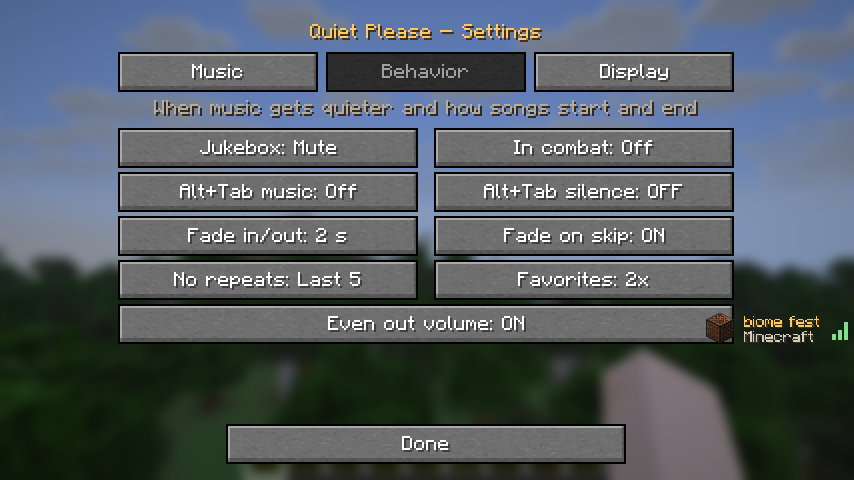 Quiet Please – Settings
Music
Behavior
Display
When music gets quieter and how songs start and end
Jukebox: Mute
In combat: Off
Alt+Tab music: Off
Alt+Tab silence: OFF
Fade in/out: 2 s
Fade on skip: ON
No repeats: Last 5
Favorites: 2x
Even out volume: ON
biome fest
Minecraft
Done